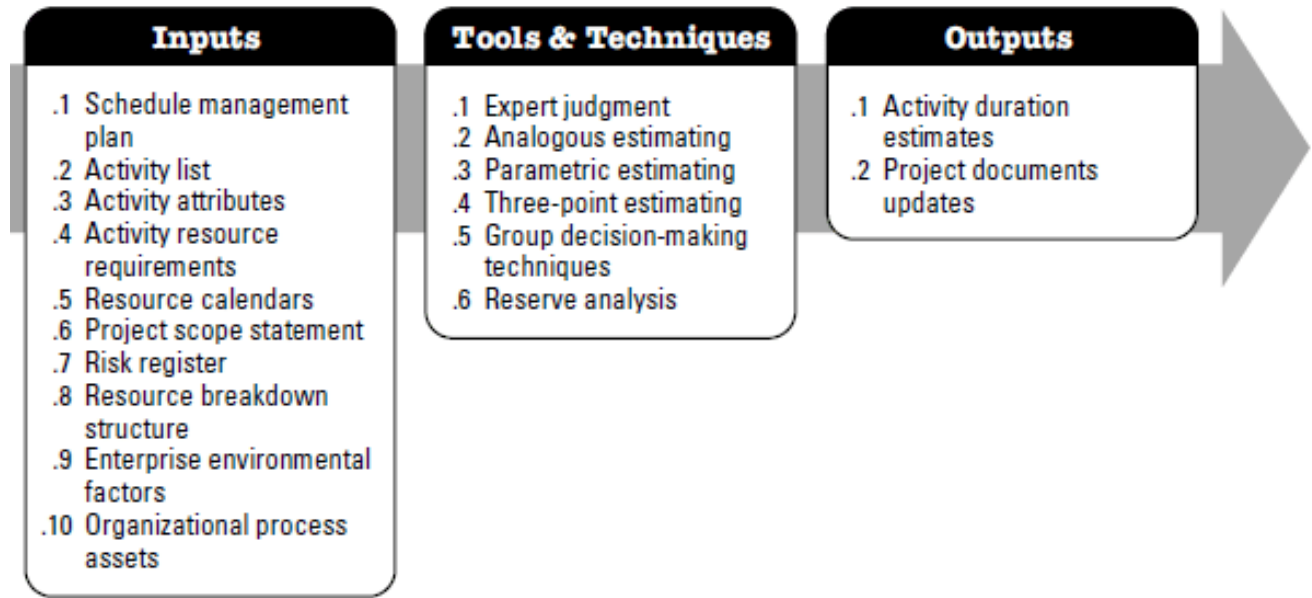 Inputs
.1 Schedule management
plan
.2 Activity list
.3 Activity attributes
.4 Activity resource
requirements
.5 Resource calendars
.6 Project scope statement
.7 Risk register
.8 Resource breakdown
structure
.9 Enterprise environmental
factors
.10 Organizational process
assets
Tools & Techniques
.1 Expert judgment
.2 Analogous estimating
.3 Parametric estimating
.4 Three-point estimating
.5 Group decision-making
techniques
.6 Reserve analysis
Outputs
.1 Activity duration
estimates
.2 Project documents
updates